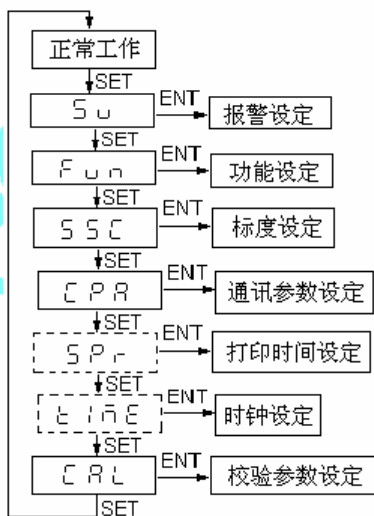 正常工作
SET
Su
ENT
报警设定
SET
Fun
ENT
功能设定
SET
SSC
ENT
标度设定
SET
CPA
ENT
通讯参数设定
SET
SPr
ENT
打印时间设定
SET
tIME
ENT
时钟设定
SET
CAL
ENT
校验参数设定
SET